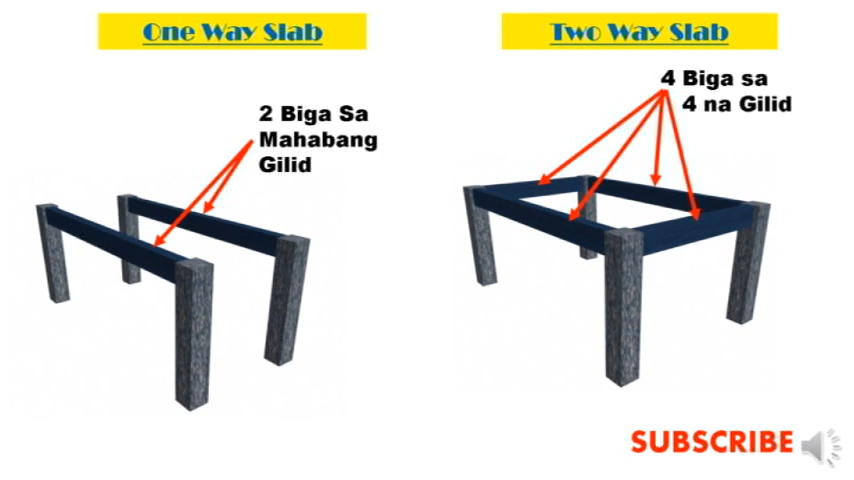 One Way Slab
Two Way Slab
2 Biga Sa
Mahabang
Gilid
4 Biga sa
4 na Gilid
SUBSCRIBE